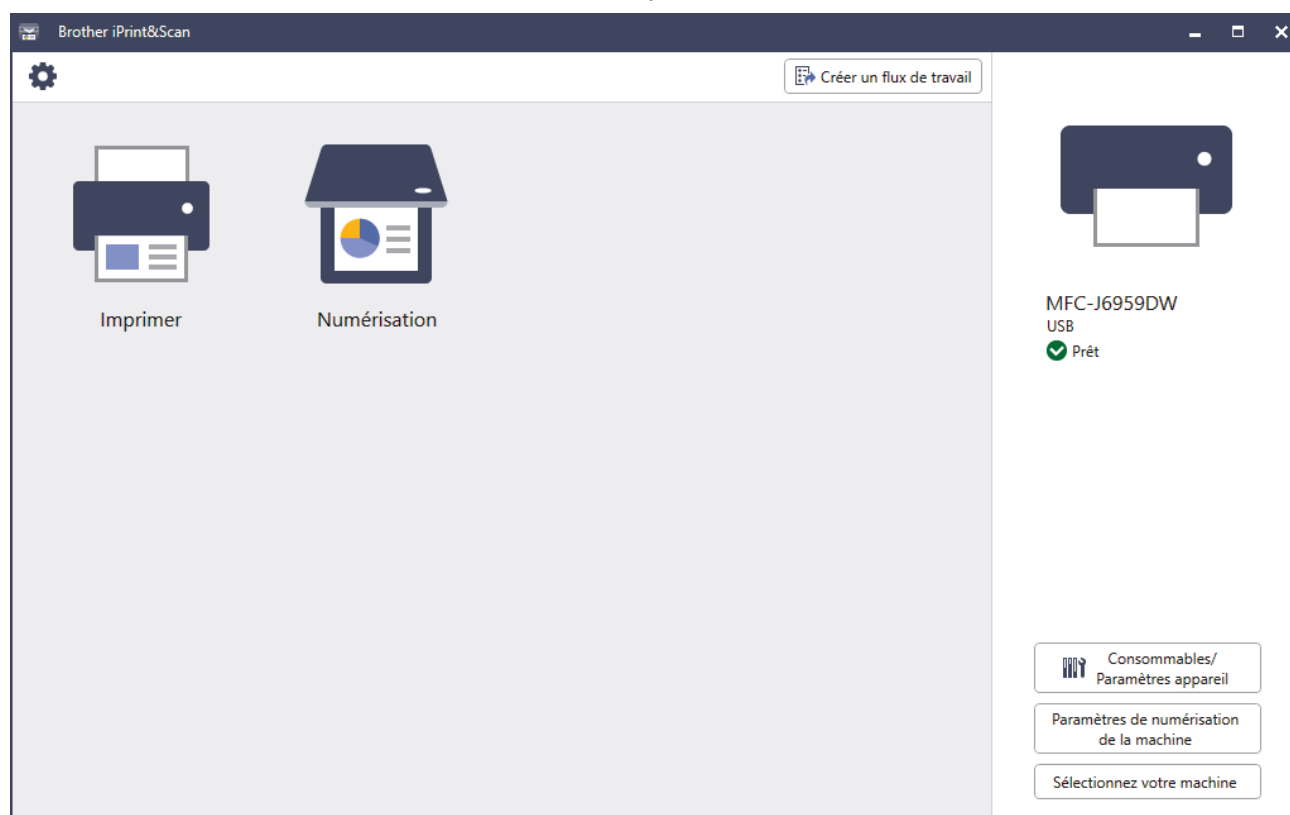 Brother iPrint&Scan
Créer un flux de travail
Imprimer
Numérisation
MFC-J6959DW
USB
Prêt
Consommables/
Paramètres appareil
Paramètres de numérisation
de la machine
Sélectionnez votre machine